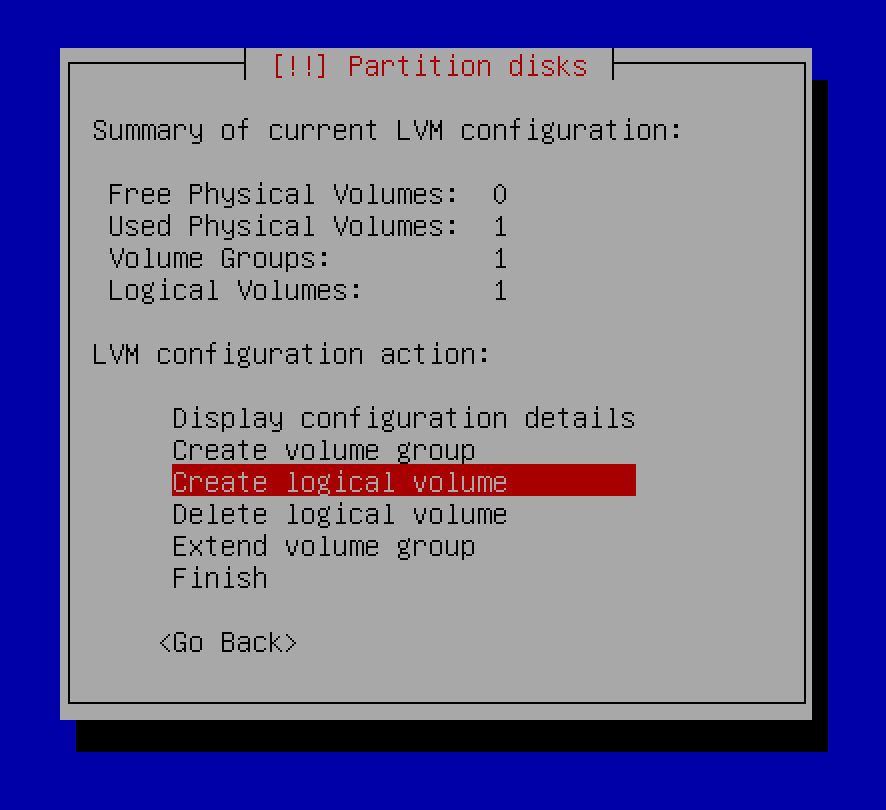 [!!] Partition disks
Summary of current LVM configuration:
Free Physical Volumes: 0
Used Physical Volumes: 1
Volume Groups: 1
Logical Volumes: 1
LVM configuration action:
Display configuration details
Create volume group
Create logical volume
Delete logical volume
Extend volume group
Finish
<Go Back>